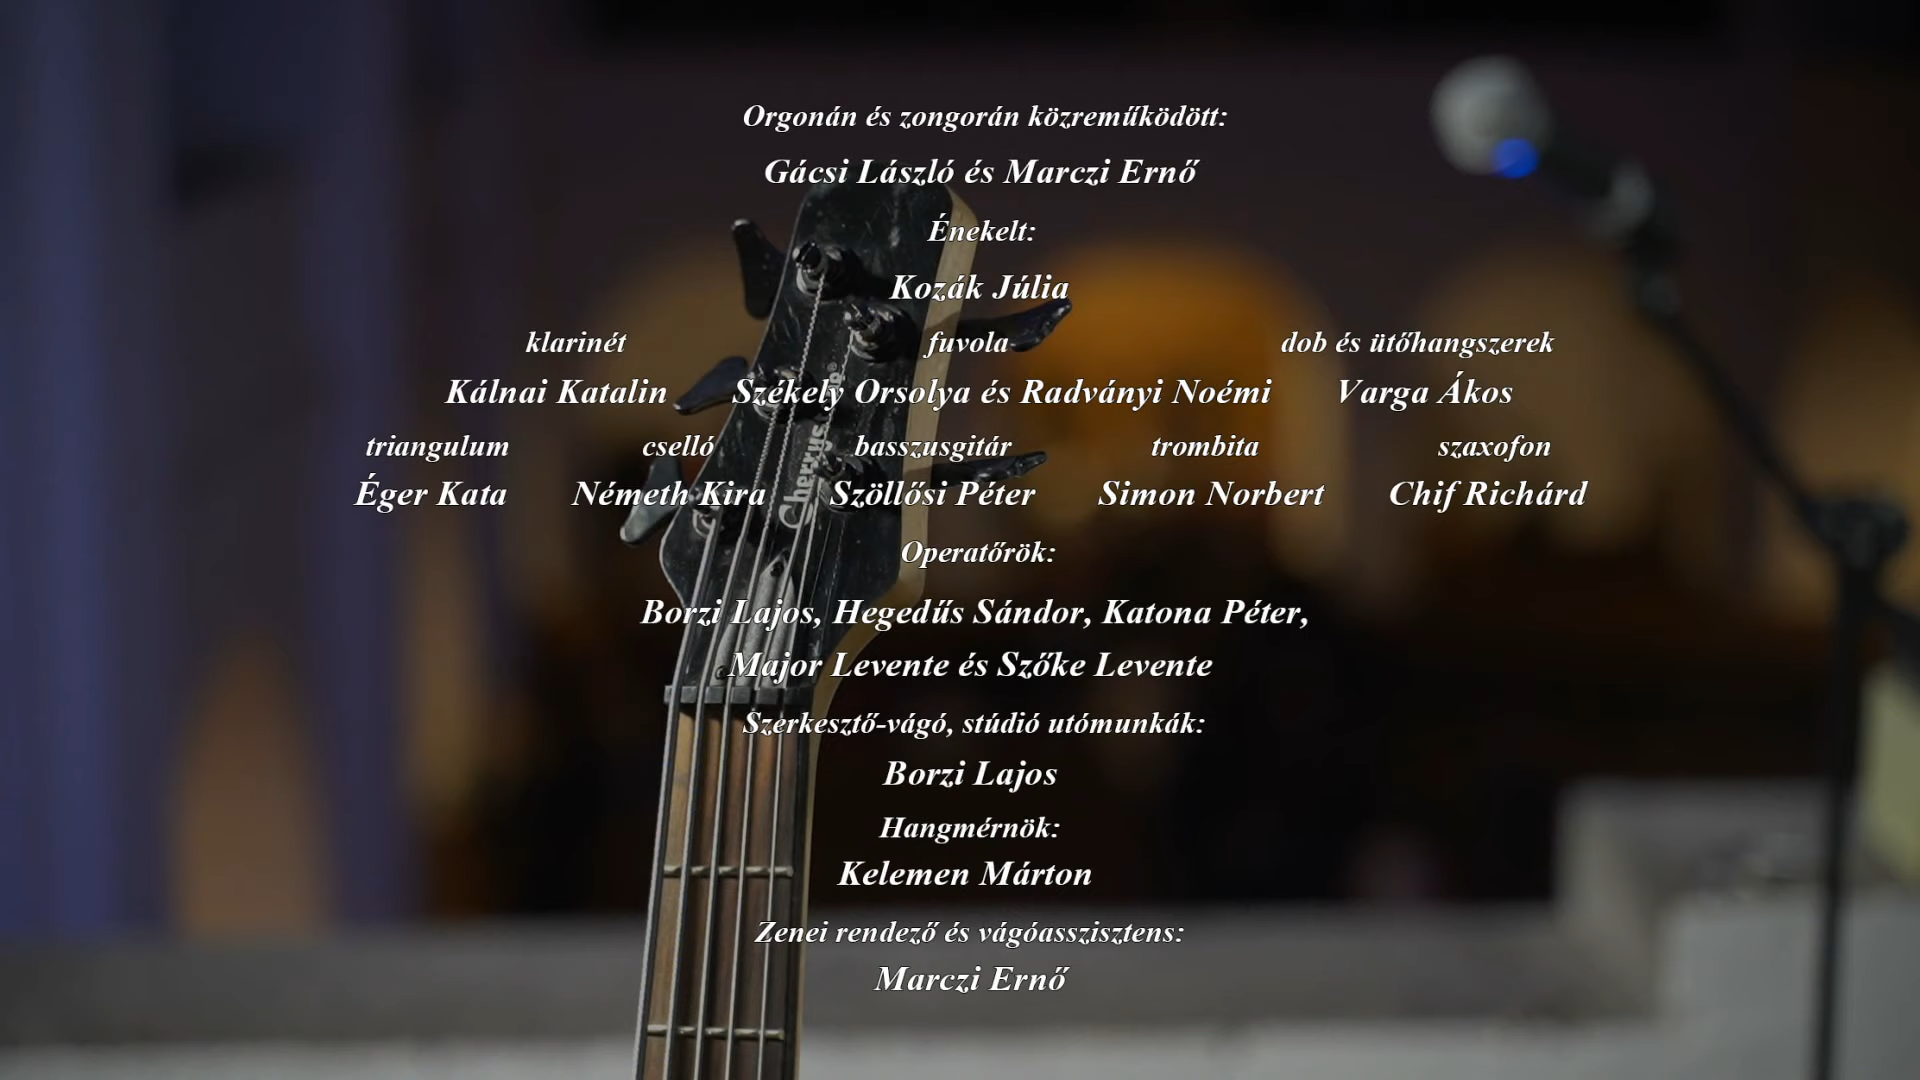 Orgonán és zongorán közreműködött:
Gácsi László és Marczi Ernő
Énekelt:
Kozák Júlia
klarinét fuvola dob és ütőhangszerek
Kálnai Katalin Székely Orsolya és Radványi Noémi Varga Ákos
triangulum cselló basszusgitár trombita szaxofon
Éger Kata Németh Kira Szöllősi Péter Simon Norbert Chif Richárd
Operatőrök:
Borzi Lajos, Hegedűs Sándor, Katona Péter,
Major Levente és Szőke Levente
Szerkesztő-vágó, stúdió utómunkák:
Borzi Lajos
Hangmérnök:
Kelemen Márton
Zenei rendező és vágóasszisztens:
Marczi Ernő